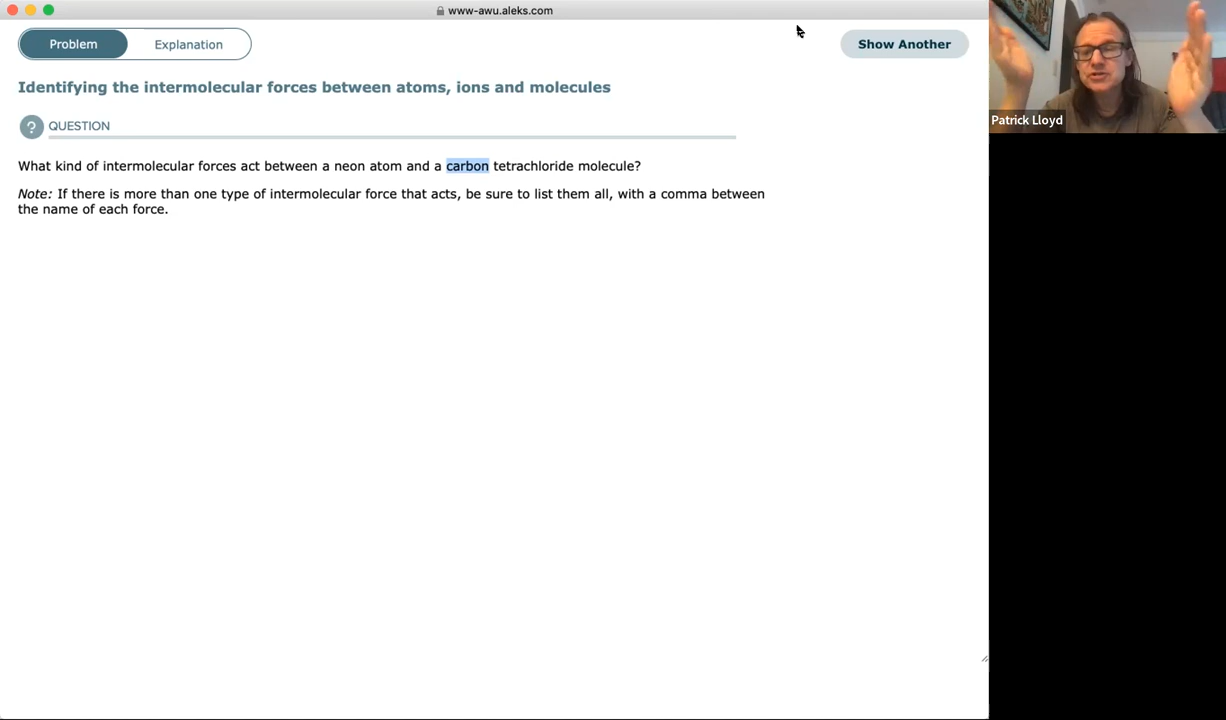 www-awu.aleks.com
Problem
Explanation
Show Another
Identifying the intermolecular forces between atoms, ions and molecules
? QUESTION
What kind of intermolecular forces act between a neon atom and a carbon tetrachloride molecule?
Note: If there is more than one type of intermolecular force that acts, be sure to list them all, with a comma between
the name of each force.
Patrick Lloyd